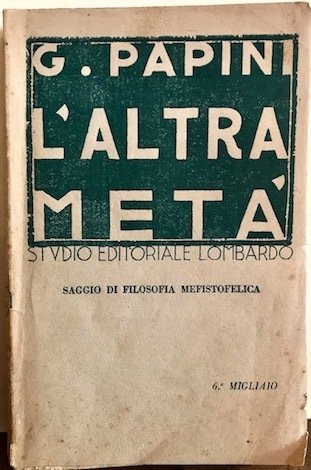 G. PAPINI
L'ALTRA
METÁ
STVDIO EDITORIALE LOMBARDO
SAGGIO DI FILOSOFIA MEFISTOFELICA
6.º MIGLIAIO